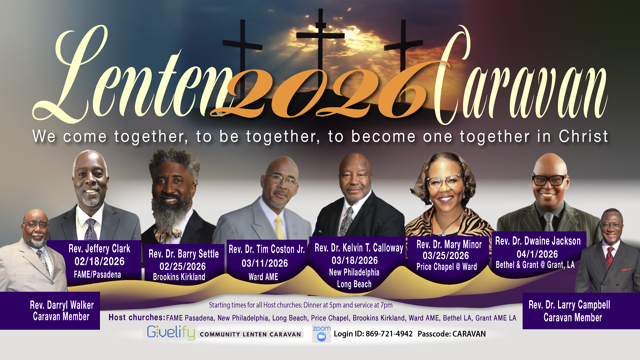 Lenten 2026 Caravan
We come together, to be together, to become one together in Christ
Rev. Jeffery Clark
02/18/2026
FAME/Pasadena
Rev. Dr. Barry Settle
02/25/2026
Brookins Kirkland
Rev. Dr. Tim Coston Jr.
03/11/2026
Ward AME
Rev. Dr. Kelvin T. Calloway
03/18/2026
New Philadelphia
Long Beach
Rev. Dr. Mary Minor
03/25/2026
Price Chapel @ Ward
Rev. Dr. Dwaine Jackson
04/1/2026
Bethel & Grant @ Grant, LA
Rev. Darryl Walker
Caravan Member
Rev. Dr. Larry Campbell
Caravan Member
Starting times for all Host churches: Dinner at 5pm and service at 7pm
Host churches: FAME Pasadena, New Philadelphia, Long Beach, Price Chapel, Brookins Kirkland, Ward AME, Bethel LA, Grant AME LA
Givelify COMMUNITY LENTEN CARAVAN zoom Login ID: 869-721-4942 Passcode: CARAVAN